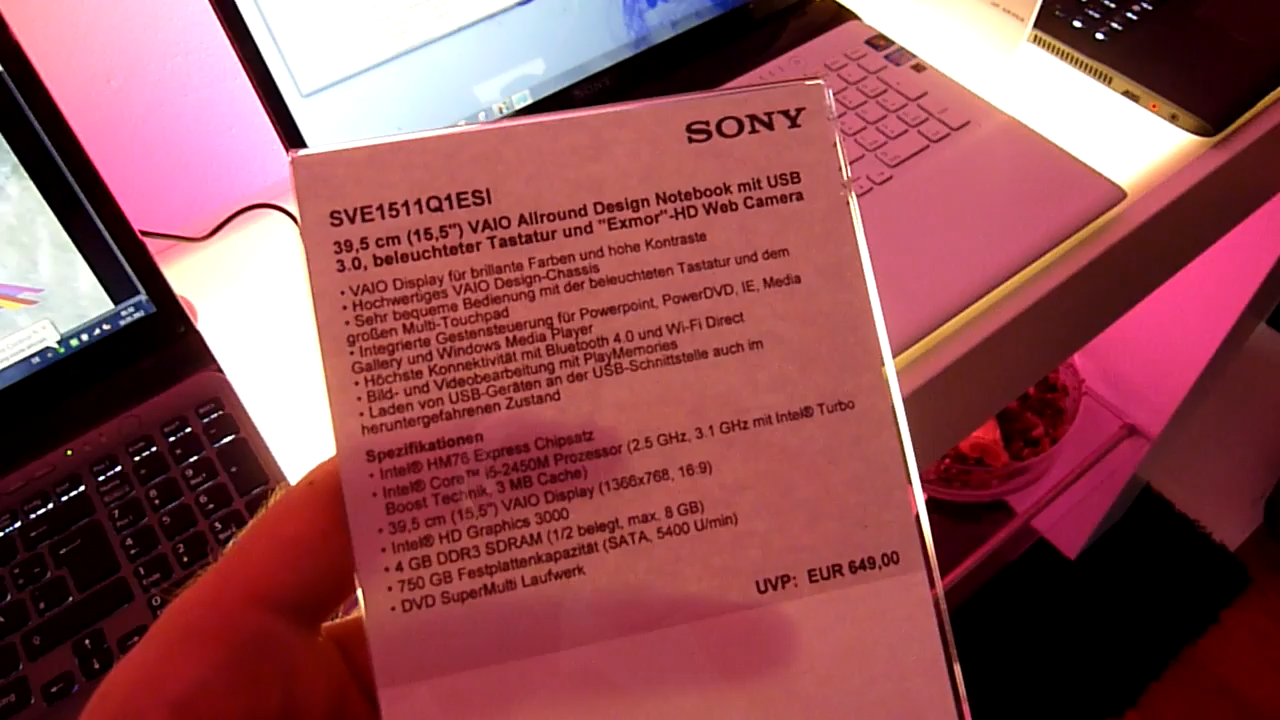 SONY
SONY
SVE1511Q1ESI
39,5 cm (15,5") VAIO Allround Design Notebook mit USB
3.0, beleuchteter Tastatur und "Exmor"-HD Web Camera
• VAIO Display für brillante Farben und hohe Kontraste
• Hochwertiges VAIO Design-Chassis
• Sehr bequeme Bedienung mit der beleuchteten Tastatur und dem
großen Multi-Touchpad
• Integrierte Gestensteuerung für Powerpoint, PowerDVD, IE, Media
Gallery und Windows Media Player
• Höchste Konnektivität mit Bluetooth 4.0 und Wi-Fi Direct
• Bild- und Videobearbeitung mit PlayMemories
• Laden von USB-Geräten an der USB-Schnittstelle auch im
heruntergefahrenen Zustand
Spezifikationen
• Intel® HM76 Express Chipsatz
• Intel® Core™ i5-2450M Prozessor (2.5 GHz, 3.1 GHz mit Intel® Turbo
Boost Technik, 3 MB Cache)
• 39,5 cm (15,5") VAIO Display (1366x768, 16:9)
• Intel® HD Graphics 3000
• 4 GB DDR3 SDRAM (1/2 belegt, max. 8 GB)
• 750 GB Festplattenkapazität (SATA, 5400 U/min)
• DVD SuperMulti Laufwerk
UVP: EUR 649,00